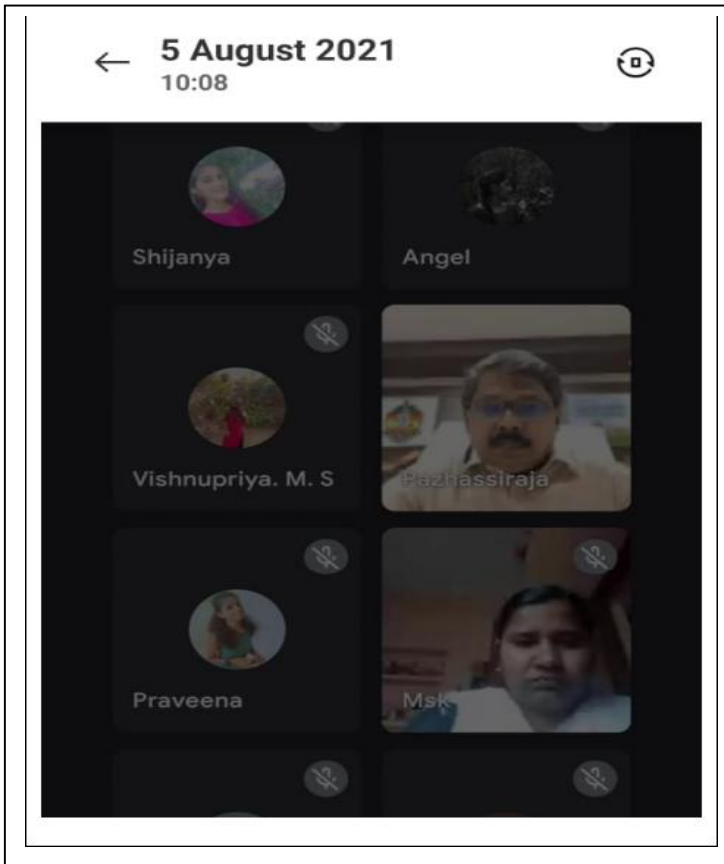 5 August 2021
10:08
Shijanya
Angel
Vishnupriya. M. S
Pazhassiraja
Praveena
Msk